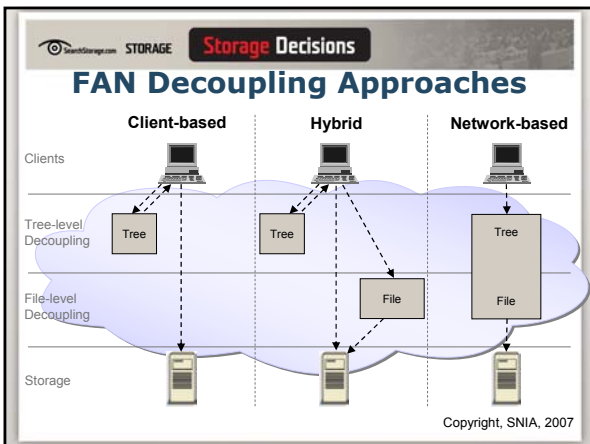 SearchStorage.com STORAGE Storage Decisions
FAN Decoupling Approaches
Client-based Hybrid Network-based
Clients
Tree-level
Decoupling
Tree Tree Tree
File-level
Decoupling
File File
Storage
Copyright, SNIA, 2007